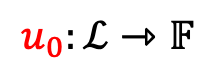 u₀: ℒ → 𝔽